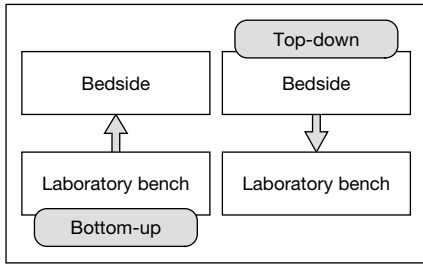 Top-down
Bedside
Bedside
Laboratory bench
Laboratory bench
Bottom-up